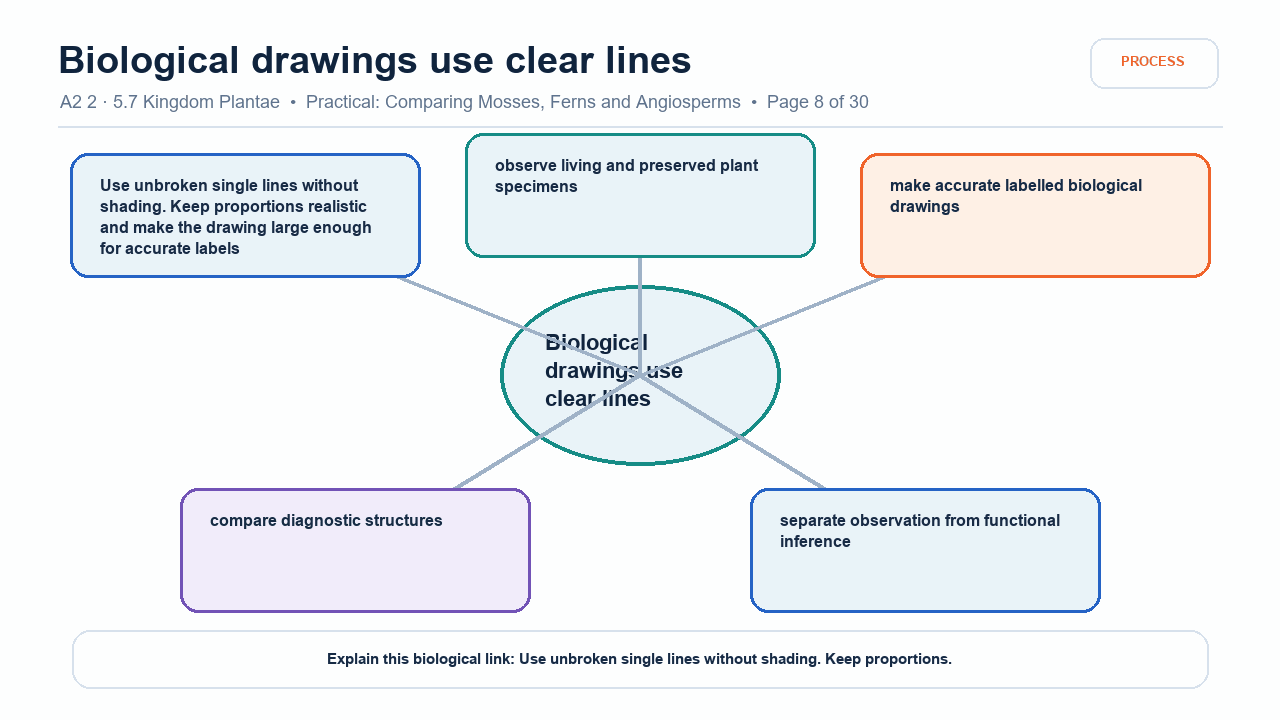 Biological drawings use clear lines
PROCESS
A2 2 · 5.7 Kingdom Plantae • Practical: Comparing Mosses, Ferns and Angiosperms • Page 8 of 30
Use unbroken single lines without
shading. Keep proportions realistic
and make the drawing large enough
for accurate labels
observe living and preserved plant
specimens
make accurate labelled biological
drawings
Biological
drawings use
clear lines
compare diagnostic structures
separate observation from functional
inference
Explain this biological link: Use unbroken single lines without shading. Keep proportions.